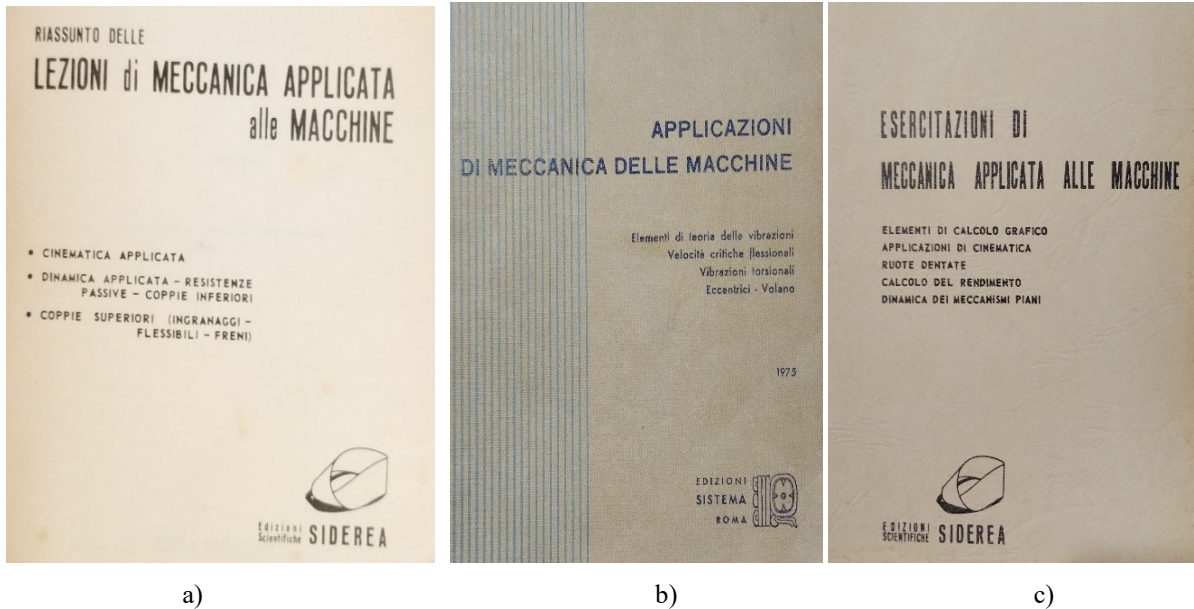 RIASSUNTO DELLE
LEZIONI di MECCANICA APPLICATA
alle MACCHINE
• CINEMATICA APPLICATA
• DINAMICA APPLICATA – RESISTENZE
PASSIVE – COPPIE INFERIORI
• COPPIE SUPERIORI (INGRANAGGI –
FLESSIBILI – FRENI)
Edizioni
Scientifiche SIDEREA
a)
APPLICAZIONI
DI MECCANICA DELLE MACCHINE
Elementi di teoria delle vibrazioni
Velocità critiche flessionali
Vibrazioni torsionali
Eccentrici - Volano
1975
EDIZIONI
SISTEMA
ROMA
b)
ESERCITAZIONI DI
MECCANICA APPLICATA ALLE MACCHINE
ELEMENTI DI CALCOLO GRAFICO
APPLICAZIONI DI CINEMATICA
RUOTE DENTATE
CALCOLO DEL RENDIMENTO
DINAMICA DEI MECCANISMI PIANI
EDIZIONI
SCIENTIFICHE SIDEREA
c)